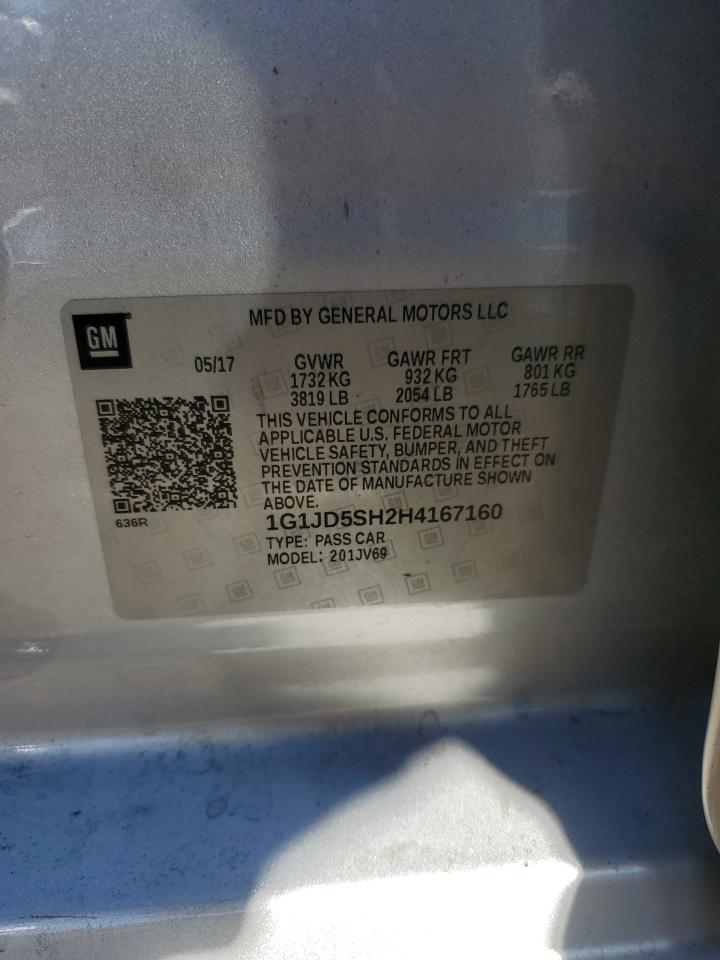 MFD BY GENERAL MOTORS LLC
GM
05/17
GVWR
1732 KG
3819 LB
GAWR FRT
932 KG
2054 LB
GAWR RR
801 KG
1765 LB
THIS VEHICLE CONFORMS TO ALL
APPLICABLE U.S. FEDERAL MOTOR
VEHICLE SAFETY, BUMPER, AND THEFT
PREVENTION STANDARDS IN EFFECT ON
THE DATE OF MANUFACTURE SHOWN
ABOVE.
636R
1G1JD5SH2H4167160
TYPE: PASS CAR
MODEL: 201JV69